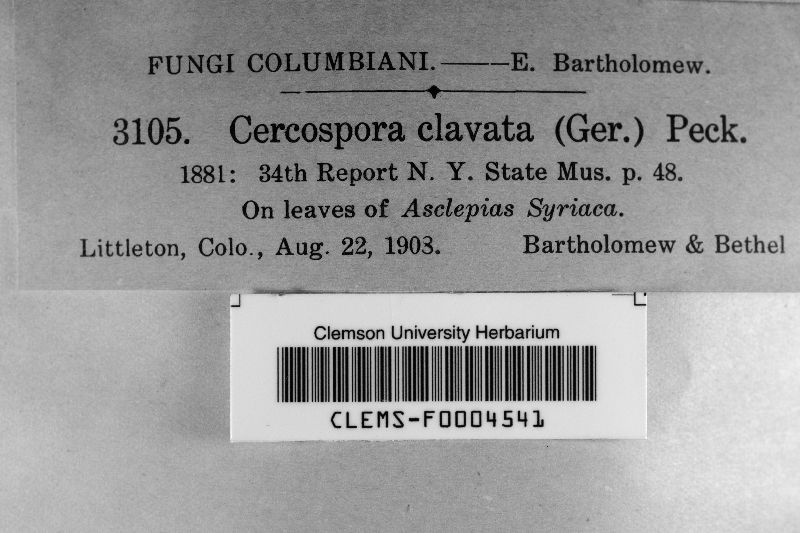 FUNGI COLUMBIANI.——E. Bartholomew.
3105. Cercospora clavata (Ger.) Peck.
1881: 34th Report N. Y. State Mus. p. 48.
On leaves of Asclepias Syriaca.
Littleton, Colo., Aug. 22, 1903. Bartholomew & Bethel
Clemson University Herbarium
CLEMS-F0004541